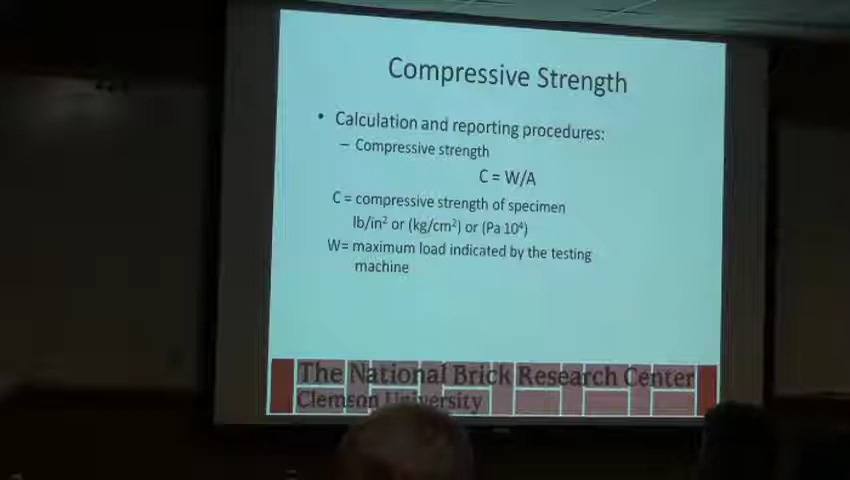 Compressive Strength
• Calculation and reporting procedures:
– Compressive strength
C = W/A
C = compressive strength of specimen
lb/in² or (kg/cm²) or (Pa 10⁴)
W= maximum load indicated by the testing
machine
The National Brick Research Center
Clemson University